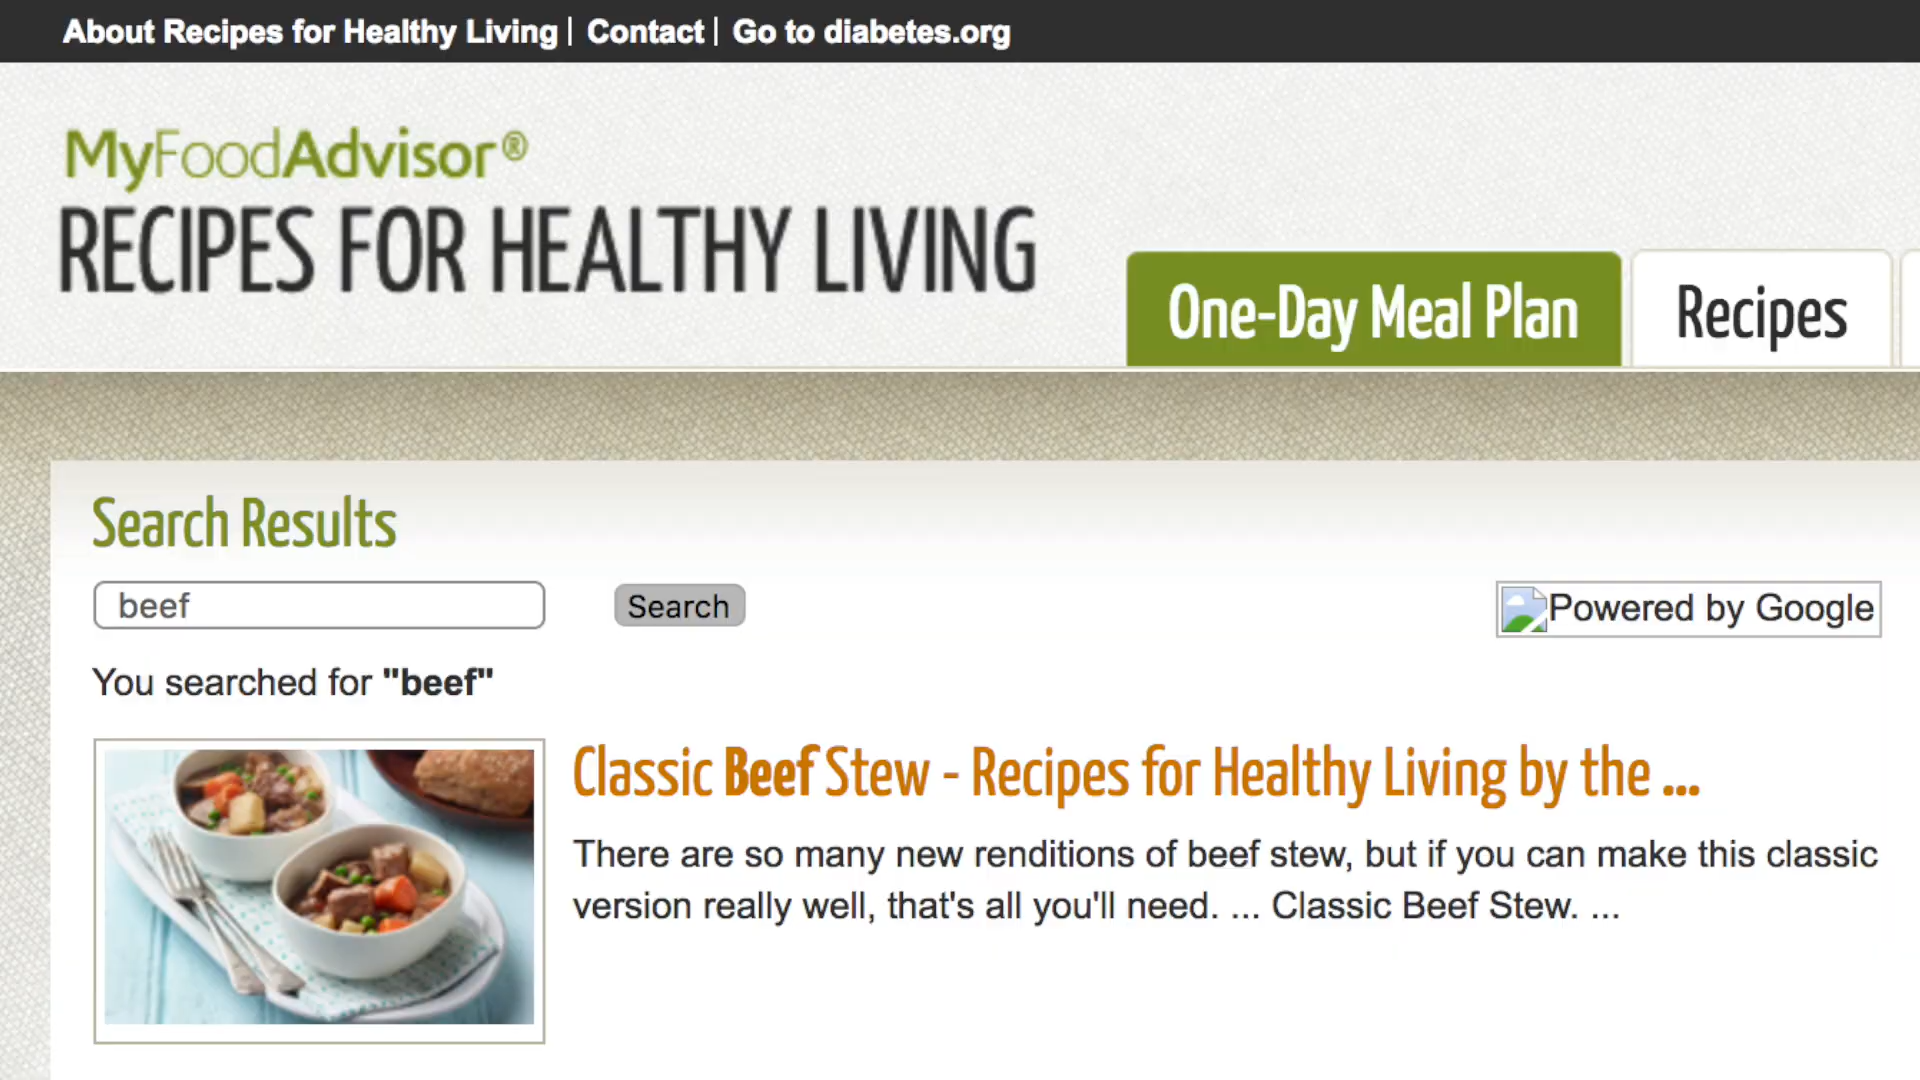 About Recipes for Healthy Living | Contact | Go to diabetes.org
MyFoodAdvisor®
RECIPES FOR HEALTHY LIVING
One-Day Meal Plan
Recipes
Search Results
beef
Search
Powered by Google
You searched for "beef"
Classic Beef Stew - Recipes for Healthy Living by the ...
There are so many new renditions of beef stew, but if you can make this classic
version really well, that's all you'll need. ... Classic Beef Stew. ...